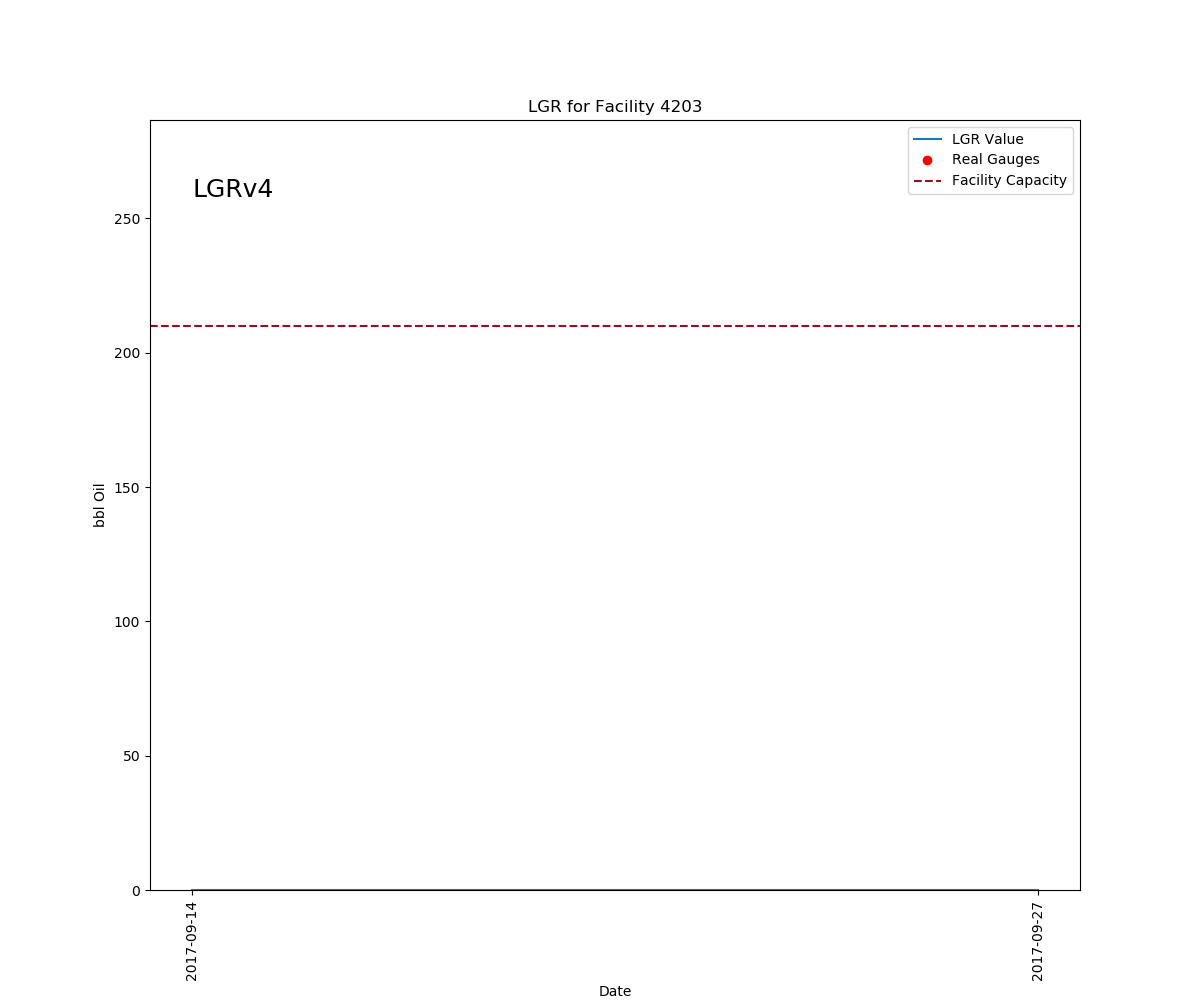 LGR for Facility 4203
LGRv4
LGR Value
Real Gauges
Facility Capacity
250
200
150
100
50
0
bbl Oil
2017-09-14
2017-09-27
Date